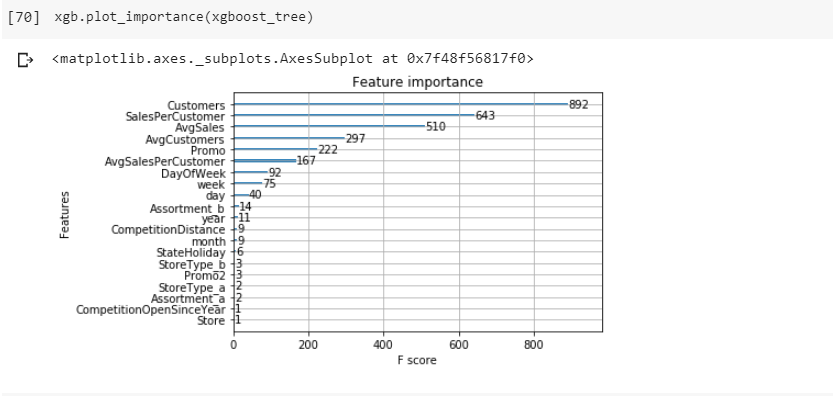 [70] xgb.plot_importance(xgboost_tree)
<matplotlib.axes._subplots.AxesSubplot at 0x7f48f56817f0>
Feature importance
Customers 892
SalesPerCustomer 643
AvgSales 510
AvgCustomers 297
Promo 222
AvgSalesPerCustomer 167
DayOfWeek 92
week 75
day 40
Assortment_b 14
year 11
CompetitionDistance 9
month 9
StateHoliday 6
StoreType_b 3
Promo2 3
StoreType_a 2
Assortment_a 2
CompetitionOpenSinceYear 1
Store 1
Features
0 200 400 600 800
F score